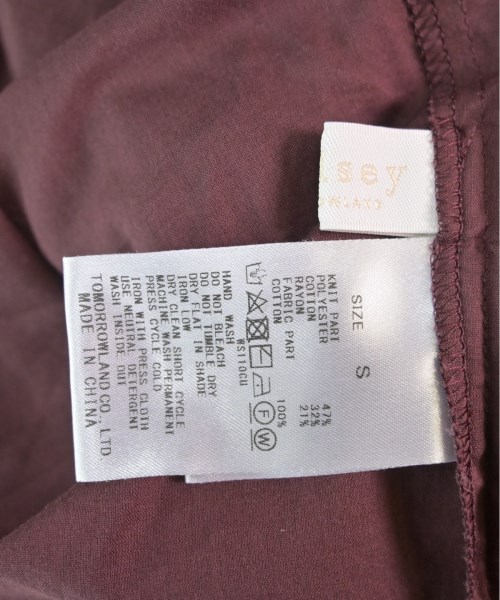 sey
SIZE
S
KNIT PART
POLYESTER 47%
COTTON 32%
RAYON 21%
FABRIC PART
COTTON 100%
WS110CU
HAND WASH
DO NOT BLEACH
DO NOT TUMBLE DRY
DRY FLAT IN SHADE
IRON LOW
DRY CLEAN SHORT CYCLE
MACHINE WASH PERMANENT
PRESS CYCLE COLD
IRON WITH PRESS CLOTH
USE NEUTRAL DETERGENT
WASH INSIDE OUT
TOMORROWLAND CO., LTD
MADE IN CHINA